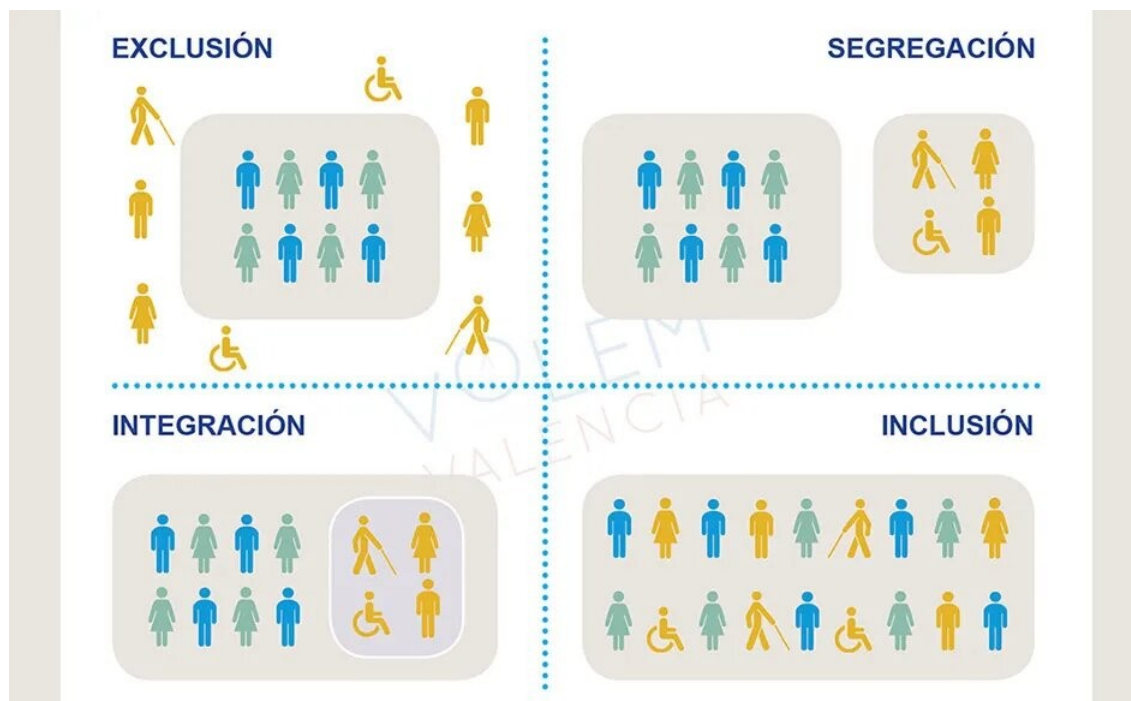 EXCLUSIÓN
SEGREGACIÓN
VOLEM
VALENCIA
INTEGRACIÓN
INCLUSIÓN